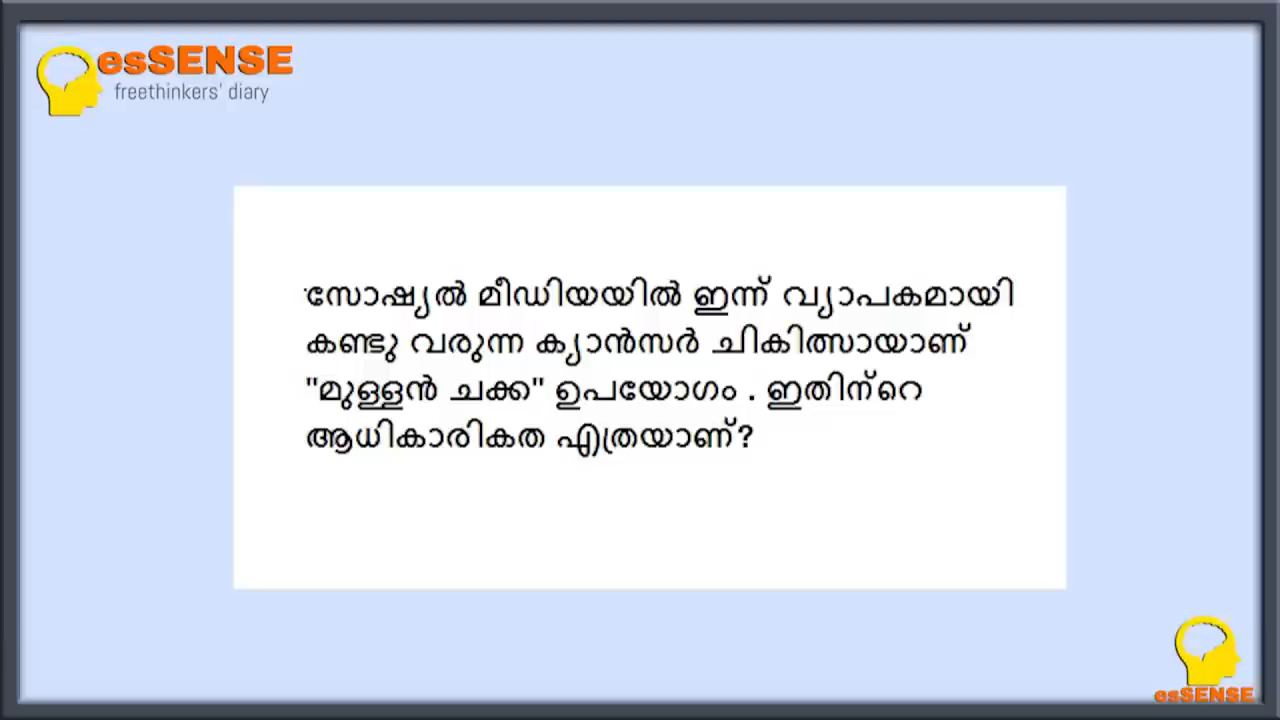 esSENSE
freethinkers' diary
സോഷ്യൽ മീഡിയയിൽ ഇന്ന് വ്യാപകമായി
കണ്ടു വരുന്ന ക്യാൻസർ ചികിത്സായാണ്
"മുള്ളൻ ചക്ക" ഉപയോഗം . ഇതിന്റെ
ആധികാരികത എത്രയാണ്?
esSENSE